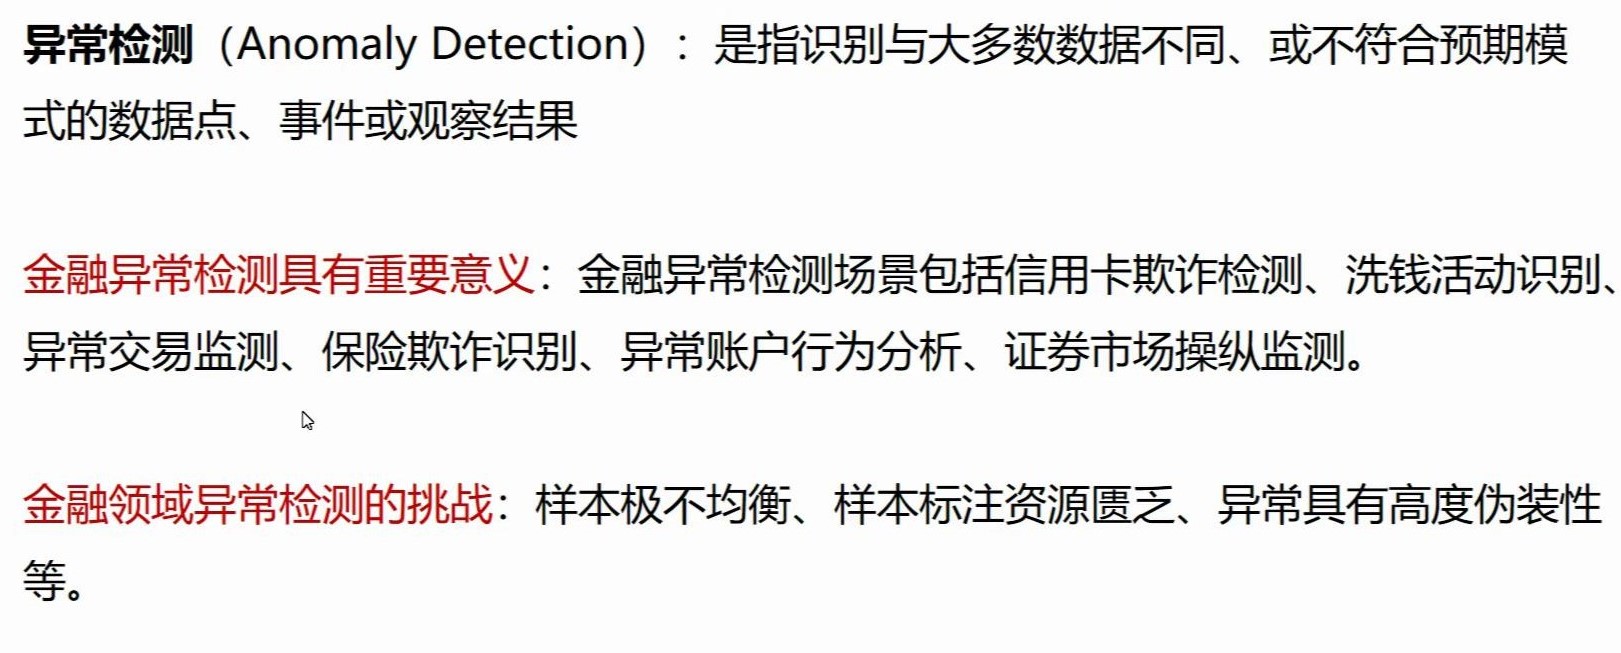 异常检测（Anomaly Detection）：是指识别与大多数数据不同、或不符合预期模
式的数据点、事件或观察结果
金融异常检测具有重要意义：金融异常检测场景包括信用卡欺诈检测、洗钱活动识别、
异常交易监测、保险欺诈识别、异常账户行为分析、证券市场操纵监测。
金融领域异常检测的挑战：样本极不均衡、样本标注资源匮乏、异常具有高度伪装性
等。